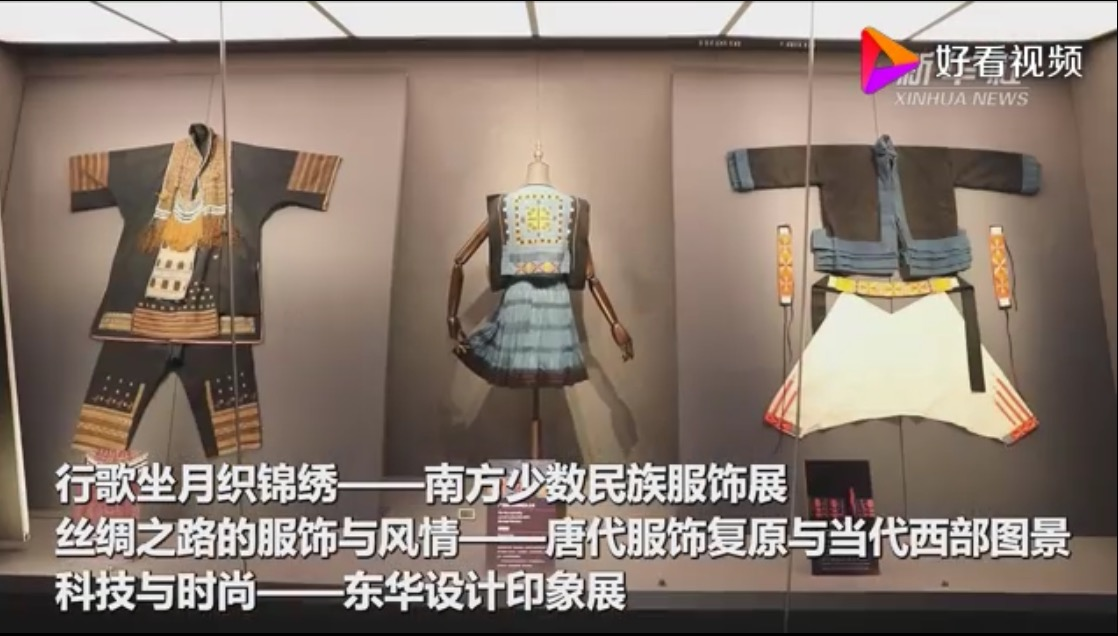 好看视频
新华社
XINHUA NEWS
行歌坐月织锦绣——南方少数民族服饰展
丝绸之路的服饰与风情——唐代服饰复原与当代西部图景
科技与时尚——东华设计印象展